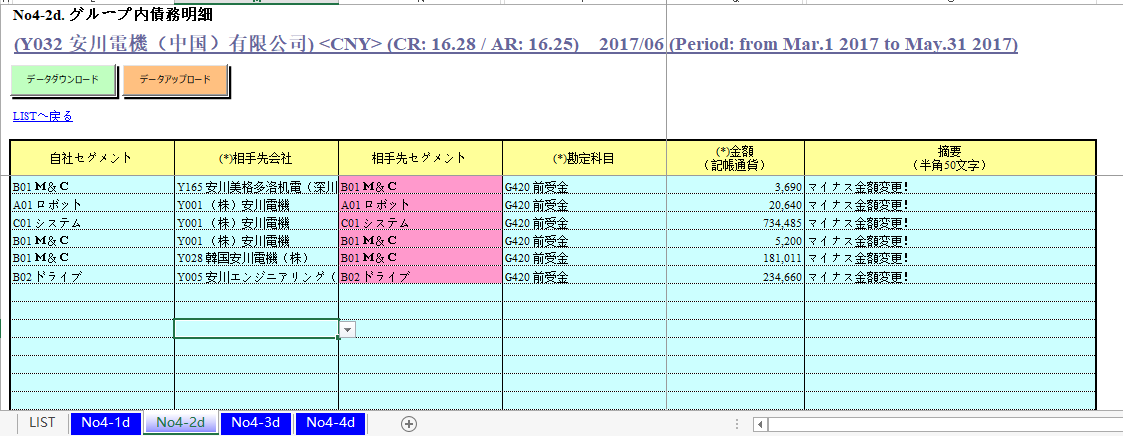 No4-2d. グループ内債務明細
(Y032 安川電機（中国）有限公司) <CNY> (CR: 16.28 / AR: 16.25) 2017/06 (Period: from Mar.1 2017 to May.31 2017)
データダウンロード データアップロード
LISTへ戻る
自社セグメント (*)相手先会社 相手先セグメント (*)勘定科目 (*)金額 （記帳通貨） 摘要 （半角50文字）
B01 M＆C Y165 安川美格多洛机電（深圳 B01 M＆C G420 前受金 3,690 マイナス金額変更！
A01 ロボット Y001 （株）安川電機 A01 ロボット G420 前受金 20,640 マイナス金額変更！
C01 システム Y001 （株）安川電機 C01 システム G420 前受金 734,485 マイナス金額変更！
B01 M＆C Y001 （株）安川電機 B01 M＆C G420 前受金 5,200 マイナス金額変更！
B01 M＆C Y028 韓国安川電機（株） B01 M＆C G420 前受金 181,011 マイナス金額変更！
B02 ドライブ Y005 安川エンジニアリング（ B02 ドライブ G420 前受金 234,660 マイナス金額変更！
LIST No4-1d No4-2d No4-3d No4-4d